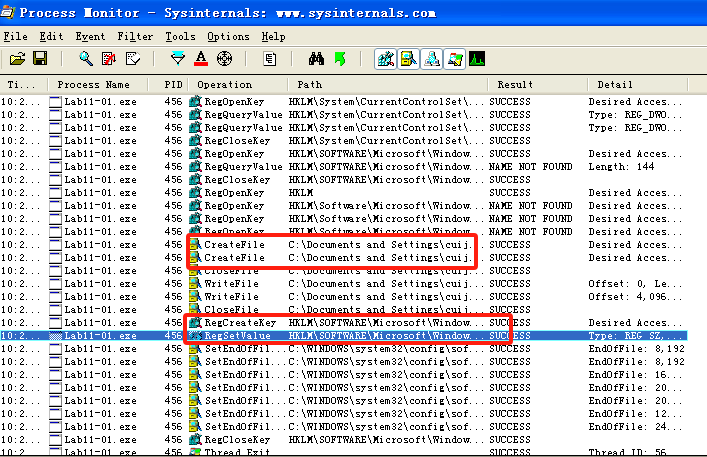 Process Monitor - Sysinternals: www.sysinternals.com
File Edit Event Filter Tools Options Help
Ti... Process Name PID Operation Path Result Detail
10:2... Lab11-01.exe 456 RegOpenKey HKLM\System\CurrentControlSet\... SUCCESS Desired Acces...
10:2... Lab11-01.exe 456 RegQueryValue HKLM\System\CurrentControlSet\... SUCCESS Type: REG_DWO...
10:2... Lab11-01.exe 456 RegQueryValue HKLM\System\CurrentControlSet\... SUCCESS Type: REG_DWO...
10:2... Lab11-01.exe 456 RegCloseKey HKLM\System\CurrentControlSet\... SUCCESS
10:2... Lab11-01.exe 456 RegOpenKey HKLM\SOFTWARE\Microsoft\Window... SUCCESS Desired Acces...
10:2... Lab11-01.exe 456 RegQueryValue HKLM\SOFTWARE\Microsoft\Window... NAME NOT FOUND Length: 144
10:2... Lab11-01.exe 456 RegCloseKey HKLM\SOFTWARE\Microsoft\Window... SUCCESS
10:2... Lab11-01.exe 456 RegOpenKey HKLM SUCCESS Desired Acces...
10:2... Lab11-01.exe 456 RegOpenKey HKLM\Software\Microsoft\Window... NAME NOT FOUND Desired Acces...
10:2... Lab11-01.exe 456 RegOpenKey HKLM\Software\Microsoft\Window... NAME NOT FOUND Desired Acces...
10:2... Lab11-01.exe 456 RegOpenKey HKLM\SOFTWARE\Microsoft\Window... NAME NOT FOUND Desired Acces...
10:2... Lab11-01.exe 456 CreateFile C:\Documents and Settings\cuij. SUCCESS Desired Acces...
10:2... Lab11-01.exe 456 CreateFile C:\Documents and Settings\cuij. SUCCESS Desired Acces...
10:2... Lab11-01.exe 456 CloseFile C:\Documents and Settings\cuij... SUCCESS
10:2... Lab11-01.exe 456 WriteFile C:\Documents and Settings\cuij... SUCCESS Offset: 0, Le...
10:2... Lab11-01.exe 456 WriteFile C:\Documents and Settings\cuij... SUCCESS Offset: 4,096...
10:2... Lab11-01.exe 456 CloseFile C:\Documents and Settings\cuij... SUCCESS
10:2... Lab11-01.exe 456 RegCreateKey HKLM\SOFTWARE\Microsoft\Window... SUCCESS Desired Acces...
10:2... Lab11-01.exe 456 RegSetValue HKLM\SOFTWARE\Microsoft\Window... SUCCESS Type: REG_SZ,...
10:2... Lab11-01.exe 456 SetEndOfFil... C:\WINDOWS\system32\config\sof... SUCCESS EndOfFile: 8,192
10:2... Lab11-01.exe 456 SetEndOfFil... C:\WINDOWS\system32\config\sof... SUCCESS EndOfFile: 8,192
10:2... Lab11-01.exe 456 SetEndOfFil... C:\WINDOWS\system32\config\sof... SUCCESS EndOfFile: 16...
10:2... Lab11-01.exe 456 SetEndOfFil... C:\WINDOWS\system32\config\sof... SUCCESS EndOfFile: 20...
10:2... Lab11-01.exe 456 SetEndOfFil... C:\WINDOWS\system32\config\sof... SUCCESS EndOfFile: 20...
10:2... Lab11-01.exe 456 SetEndOfFil... C:\WINDOWS\system32\config\sof... SUCCESS EndOfFile: 12...
10:2... Lab11-01.exe 456 SetEndOfFil... C:\WINDOWS\system32\config\sof... SUCCESS EndOfFile: 24...
10:2... Lab11-01.exe 456 RegCloseKey HKLM\SOFTWARE\Microsoft\Window... SUCCESS
10:2... Lab11-01.exe 456 Thread Exit SUCCESS Thread ID: 56